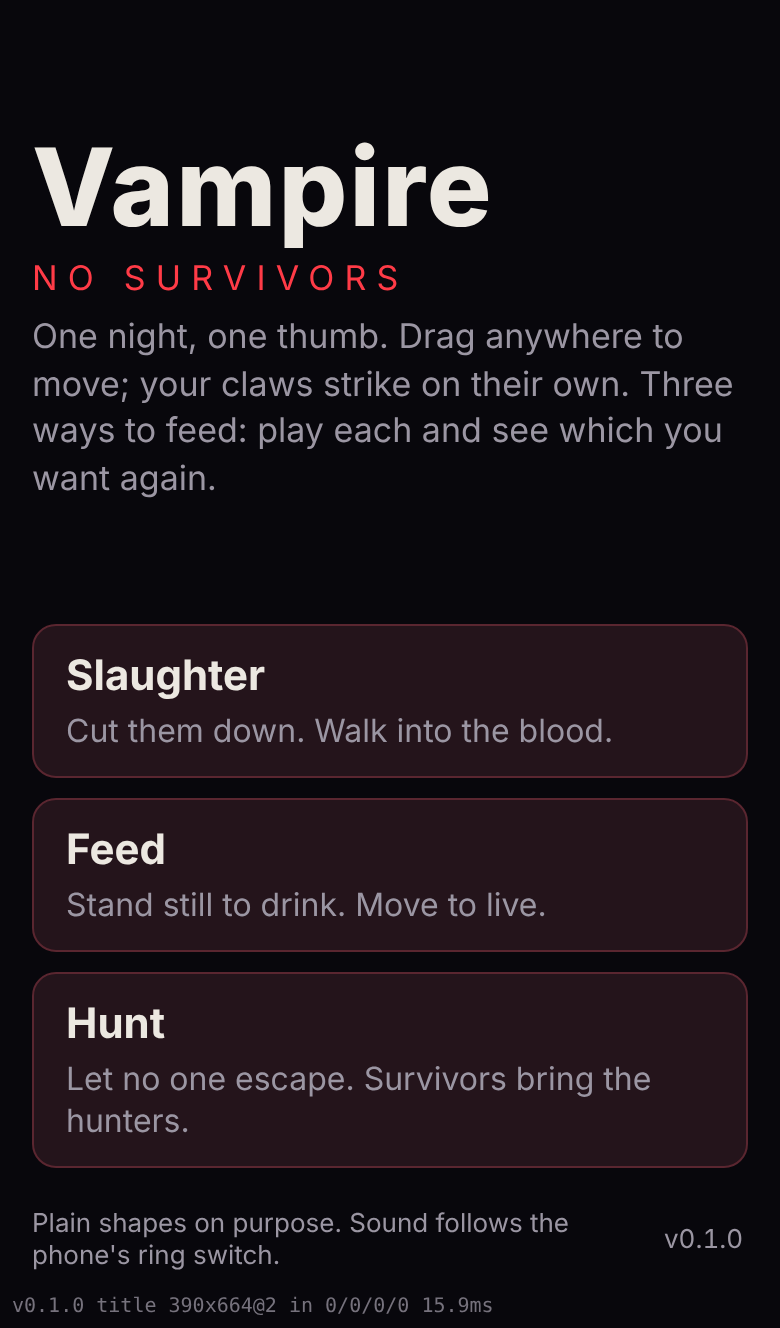 Vampire
NO SURVIVORS
One night, one thumb. Drag anywhere to
move; your claws strike on their own. Three
ways to feed: play each and see which you
want again.
Slaughter
Cut them down. Walk into the blood.
Feed
Stand still to drink. Move to live.
Hunt
Let no one escape. Survivors bring the
hunters.
Plain shapes on purpose. Sound follows the
phone's ring switch.
v0.1.0
v0.1.0 title 390x664@2 in 0/0/0/0 15.9ms